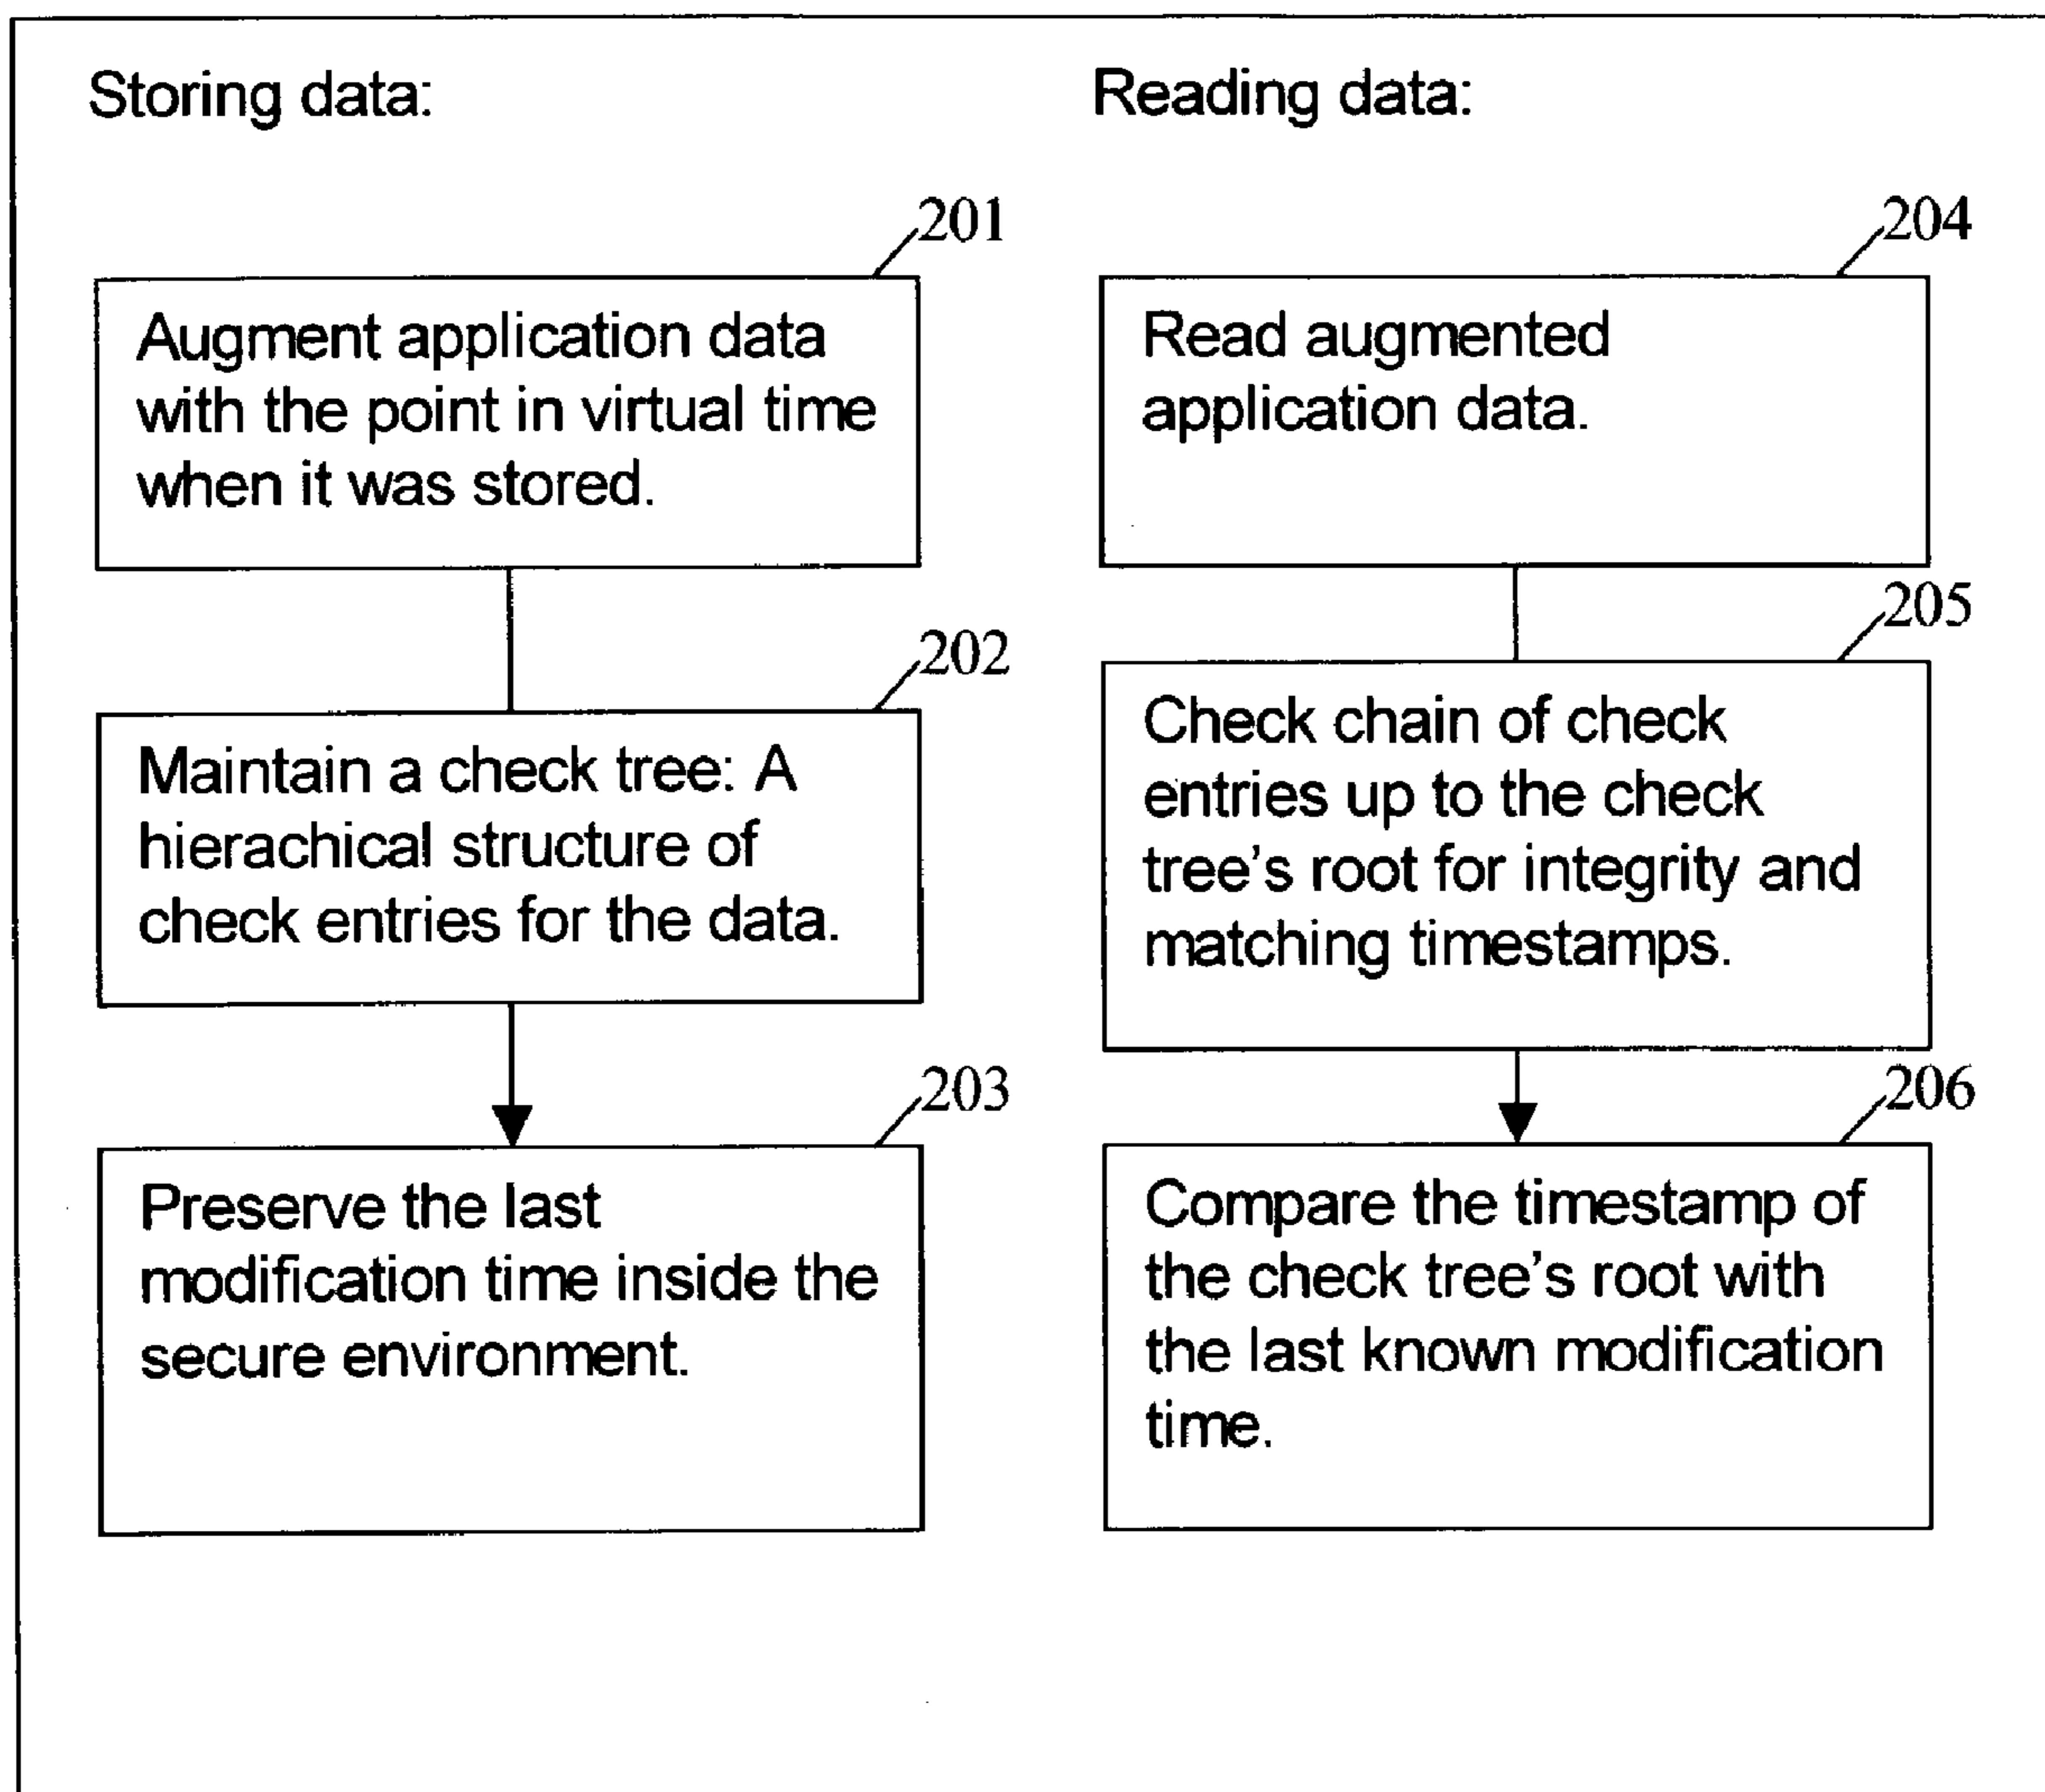 Storing data:
201
Augment application data
with the point in virtual time
when it was stored.
202
Maintain a check tree: A
hierachical structure of
check entries for the data.
203
Preserve the last
modification time inside the
secure environment.
Reading data:
204
Read augmented
application data.
205
Check chain of check
entries up to the check
tree's root for integrity and
matching timestamps.
206
Compare the timestamp of
the check tree's root with
the last known modification
time.